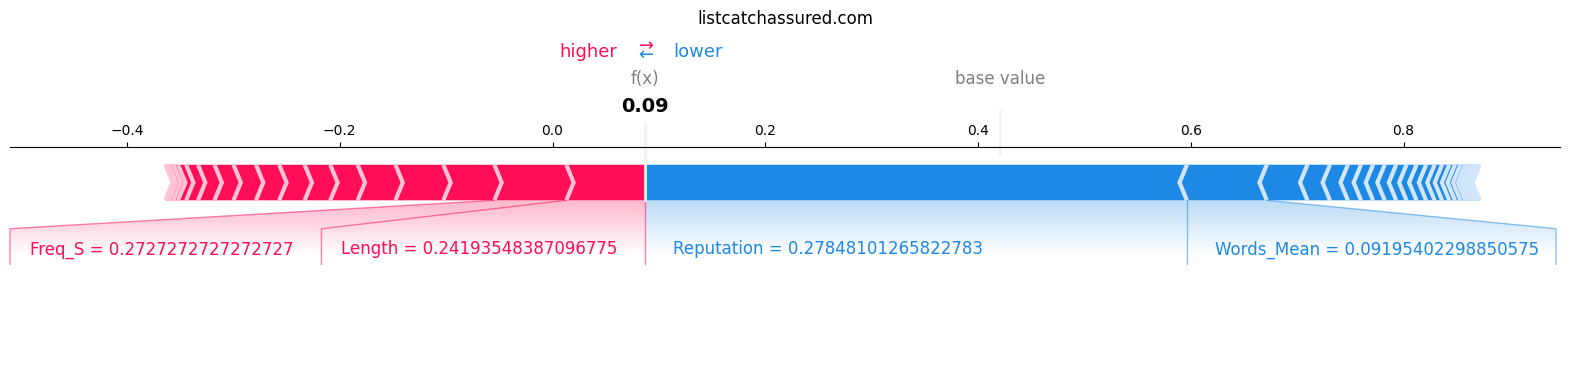 listcatchassured.com
higher ⇄ lower
f(x) base value
0.09
−0.4 −0.2 0.0 0.2 0.4 0.6 0.8
Freq_S = 0.2727272727272727 Length = 0.24193548387096775 Reputation = 0.27848101265822783 Words_Mean = 0.09195402298850575